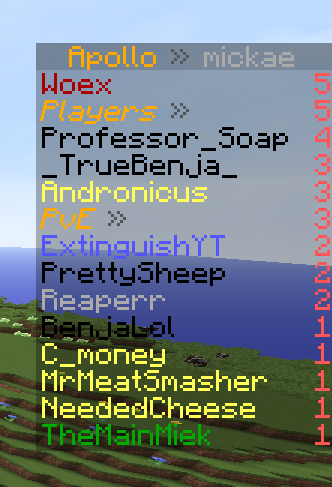 Apollo » mickae
Woex 5
Players » 5
Professor_Soap 4
_TrueBenja_ 3
Andronicus 3
PvE » 3
ExtinguishYT 2
PrettySheep 2
Reaperr 2
BenjaLol 1
C_money 1
MrMeatSmasher 1
NeededCheese 1
TheMainMiek 1